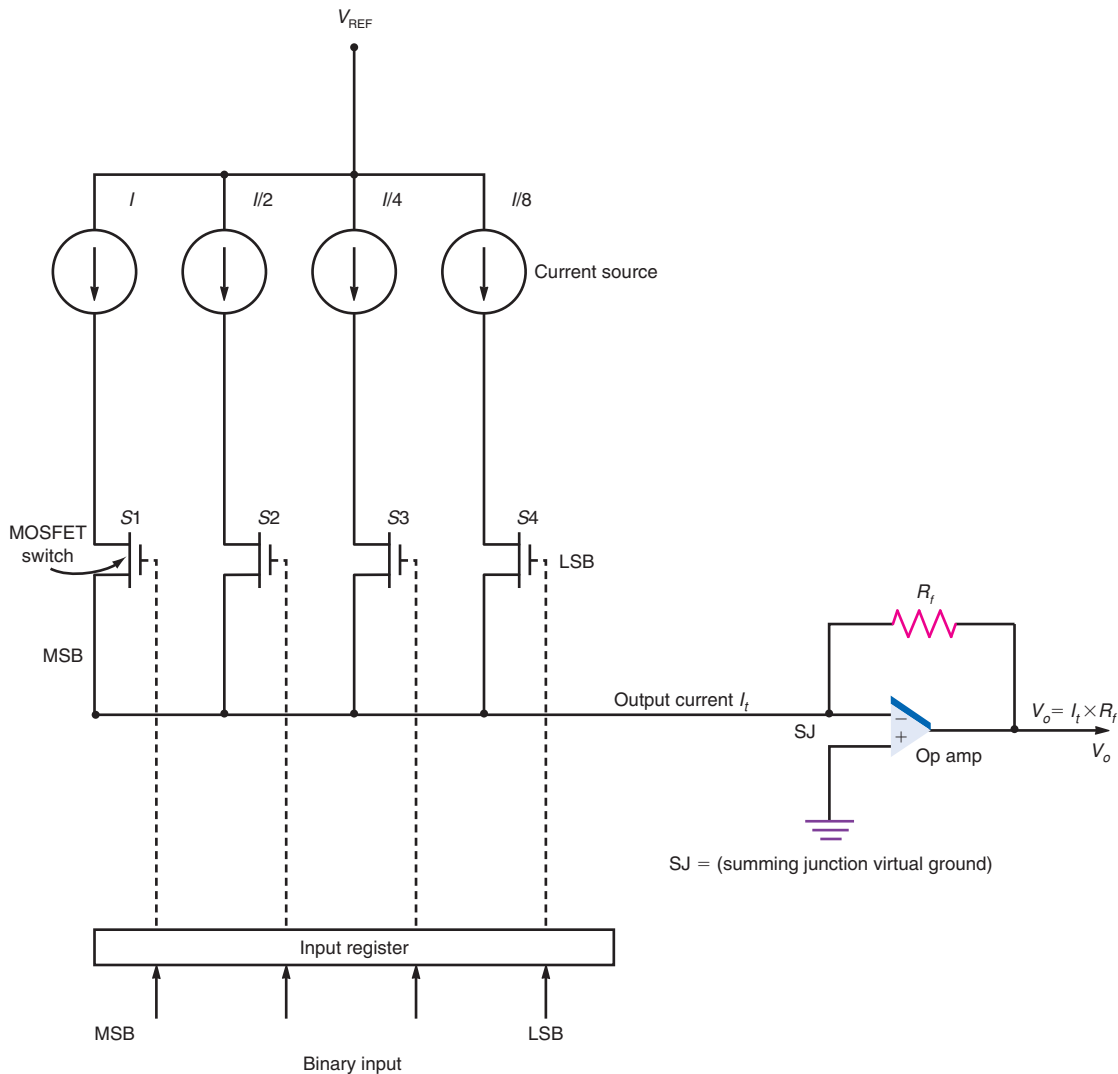 V_REF
I
I/2
I/4
I/8
Current source
S1
S2
S3
S4
MOSFET
switch
LSB
MSB
R_f
Output current I_t
SJ
−
+
Op amp
V_o = I_t × R_f
V_o
SJ = (summing junction virtual ground)
Input register
MSB
LSB
Binary input